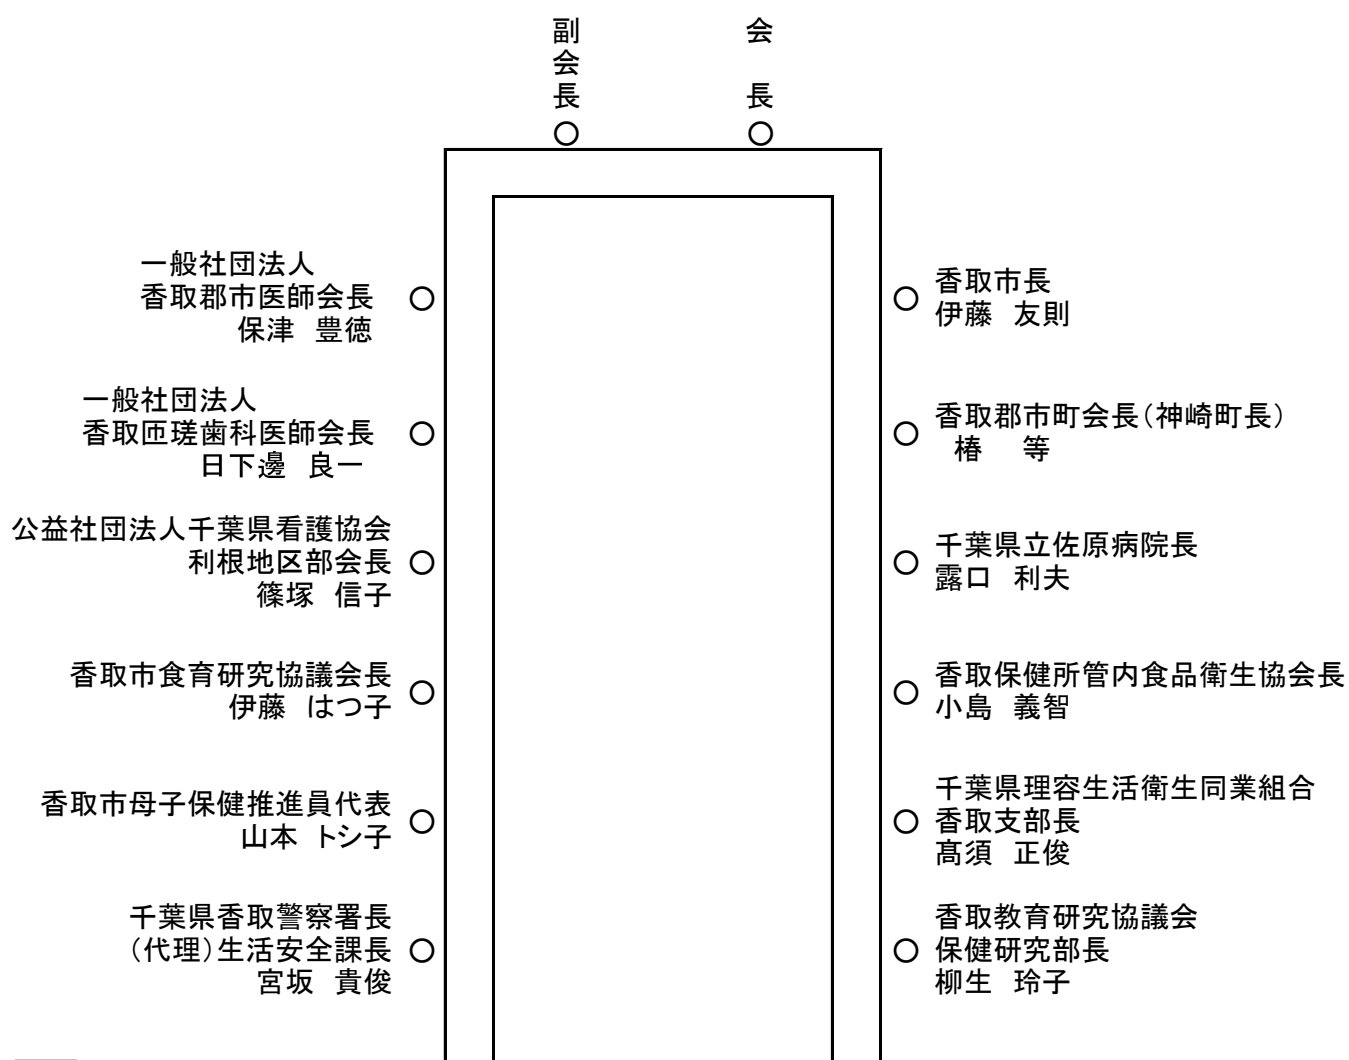 副会長
会長
一般社団法人
香取郡市医師会長
保津　豊徳
一般社団法人
香取匝瑳歯科医師会長
日下邊　良一
公益社団法人千葉県看護協会
利根地区部会長
篠塚　信子
香取市食育研究協議会長
伊藤　はつ子
香取市母子保健推進員代表
山本　トシ子
千葉県香取警察署長
（代理）生活安全課長
宮坂　貴俊
香取市長
伊藤　友則
香取郡市町会長（神崎町長）
椿　等
千葉県立佐原病院長
露口　利夫
香取保健所管内食品衛生協会長
小島　義智
千葉県理容生活衛生同業組合
香取支部長
髙須　正俊
香取教育研究協議会
保健研究部長
柳生　玲子